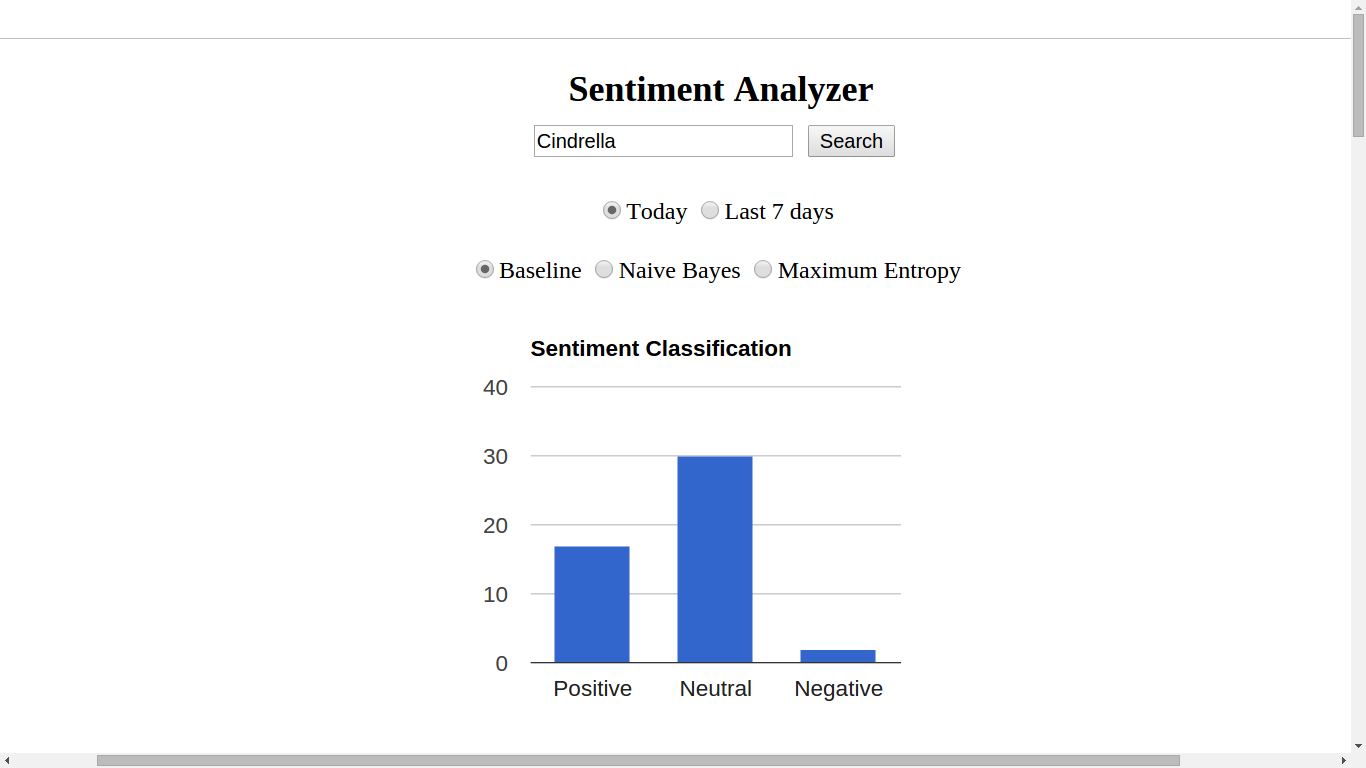 Sentiment Analyzer
Cindrella Search
Today Last 7 days
Baseline Naive Bayes Maximum Entropy
Sentiment Classification
40
30
20
10
0
Positive Neutral Negative